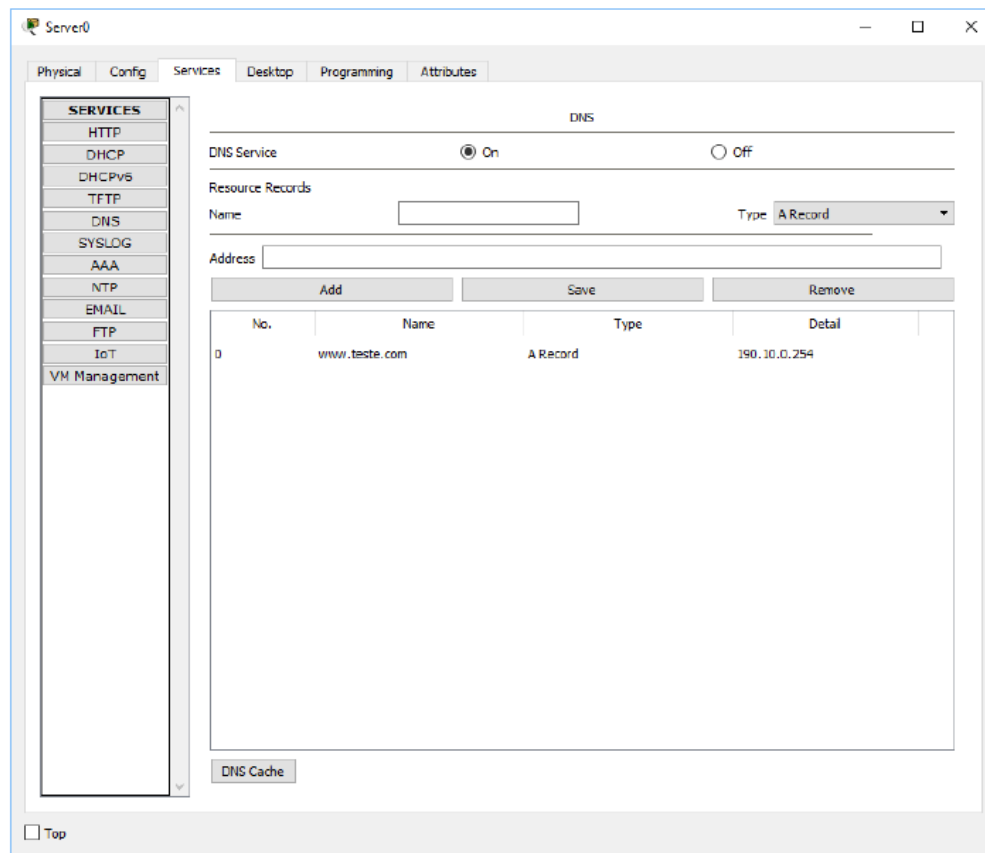 Server0
Physical Config Services Desktop Programming Attributes
SERVICES
HTTP
DHCP
DHCPv6
TFTP
DNS
SYSLOG
AAA
NTP
EMAIL
FTP
IoT
VM Management
DNS
DNS Service On Off
Resource Records
Name Type A Record
Address
Add Save Remove
No. Name Type Detail
0 www.teste.com A Record 190.10.0.254
DNS Cache
Top